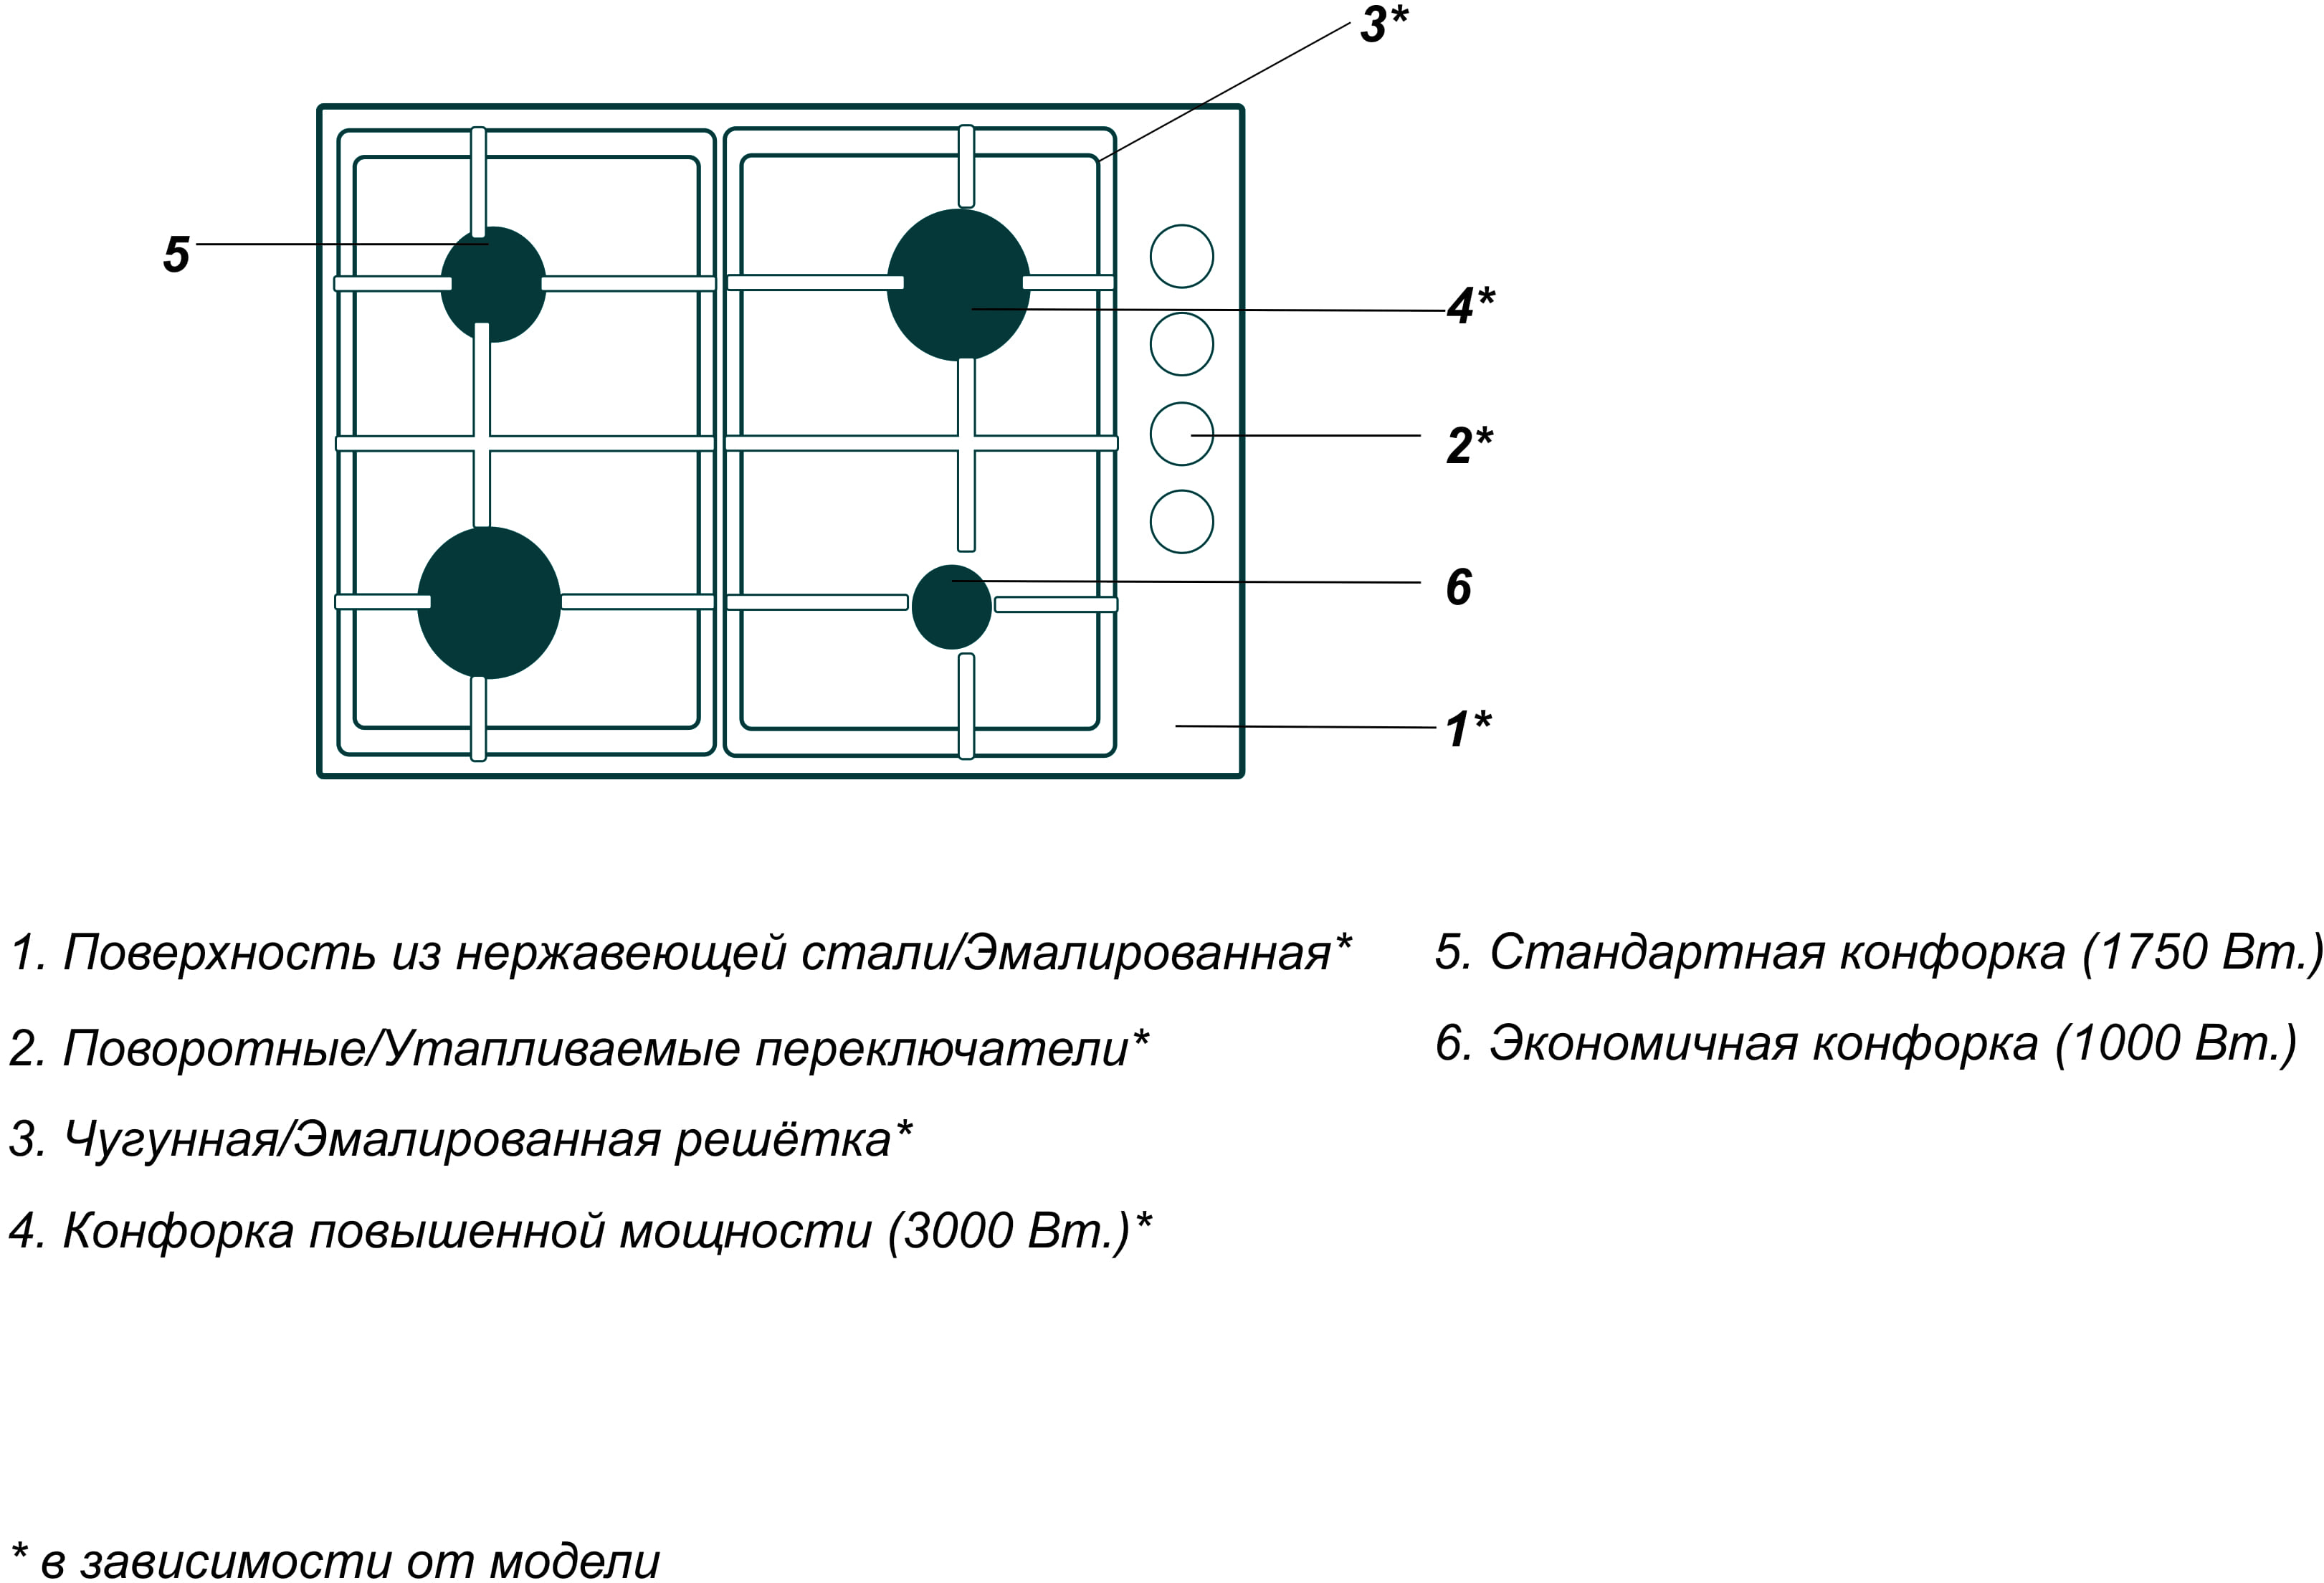 3*
5
4*
2*
6
1*
1. Поверхность из нержавеющей стали/Эмалированная*
2. Поворотные/Утапливаемые переключатели*
3. Чугунная/Эмалированная решётка*
4. Конфорка повышенной мощности (3000 Вт.)*
5. Стандартная конфорка (1750 Вт.)
6. Экономичная конфорка (1000 Вт.)
* в зависимости от модели